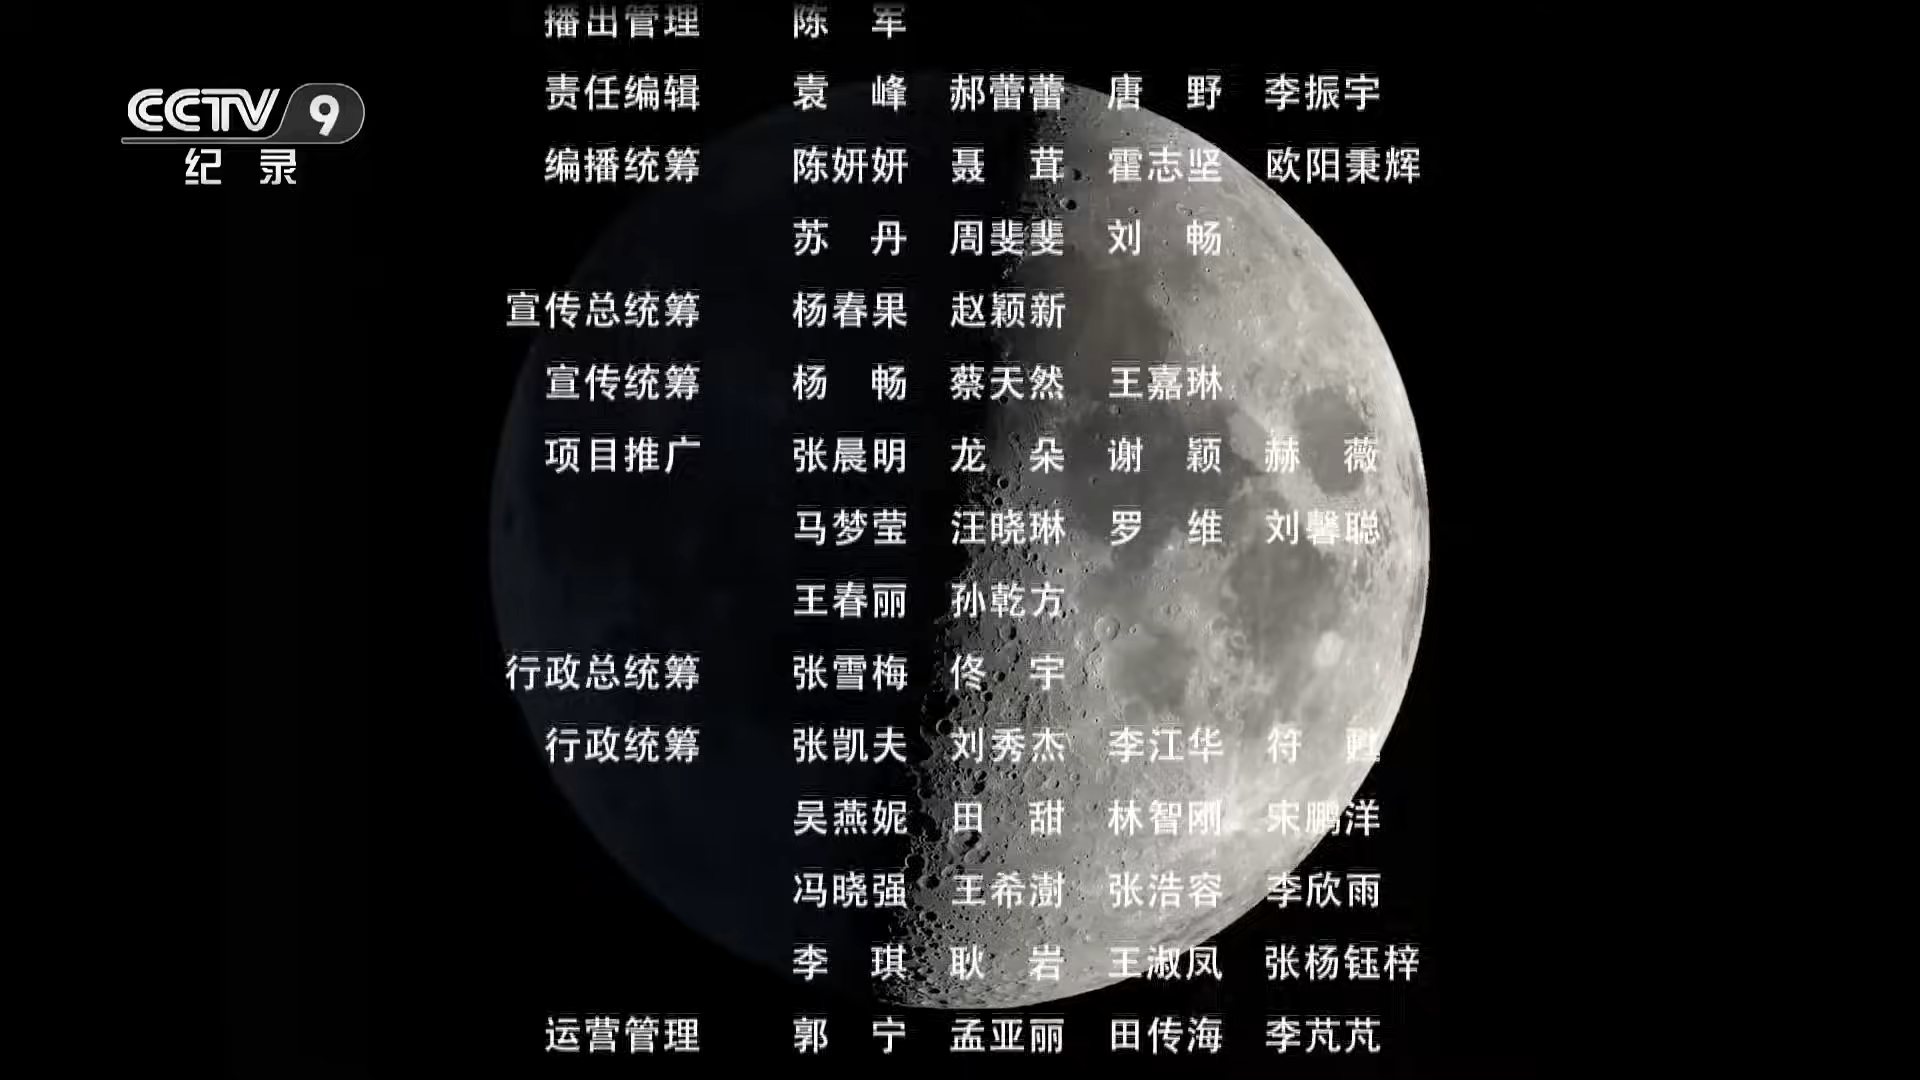 播出管理 陈 军
CCTV 9
纪 录
责任编辑 袁 峰 郝蕾蕾 唐 野 李振宇
编播统筹 陈妍妍 聂 茸 霍志坚 欧阳秉辉
苏 丹 周斐斐 刘 畅
宣传总统筹 杨春果 赵颖新
宣传统筹 杨 畅 蔡天然 王嘉琳
项目推广 张晨明 龙 朵 谢 颖 赫 薇
马梦莹 汪晓琳 罗 维 刘馨聪
王春丽 孙乾方
行政总统筹 张雪梅 佟 宇
行政统筹 张凯夫 刘秀杰 李江华 符 甦
吴燕妮 田 甜 林智刚 宋鹏洋
冯晓强 王希澍 张浩容 李欣雨
李 琪 耿 岩 王淑凤 张杨钰梓
运营管理 郭 宁 孟亚丽 田传海 李芃芃